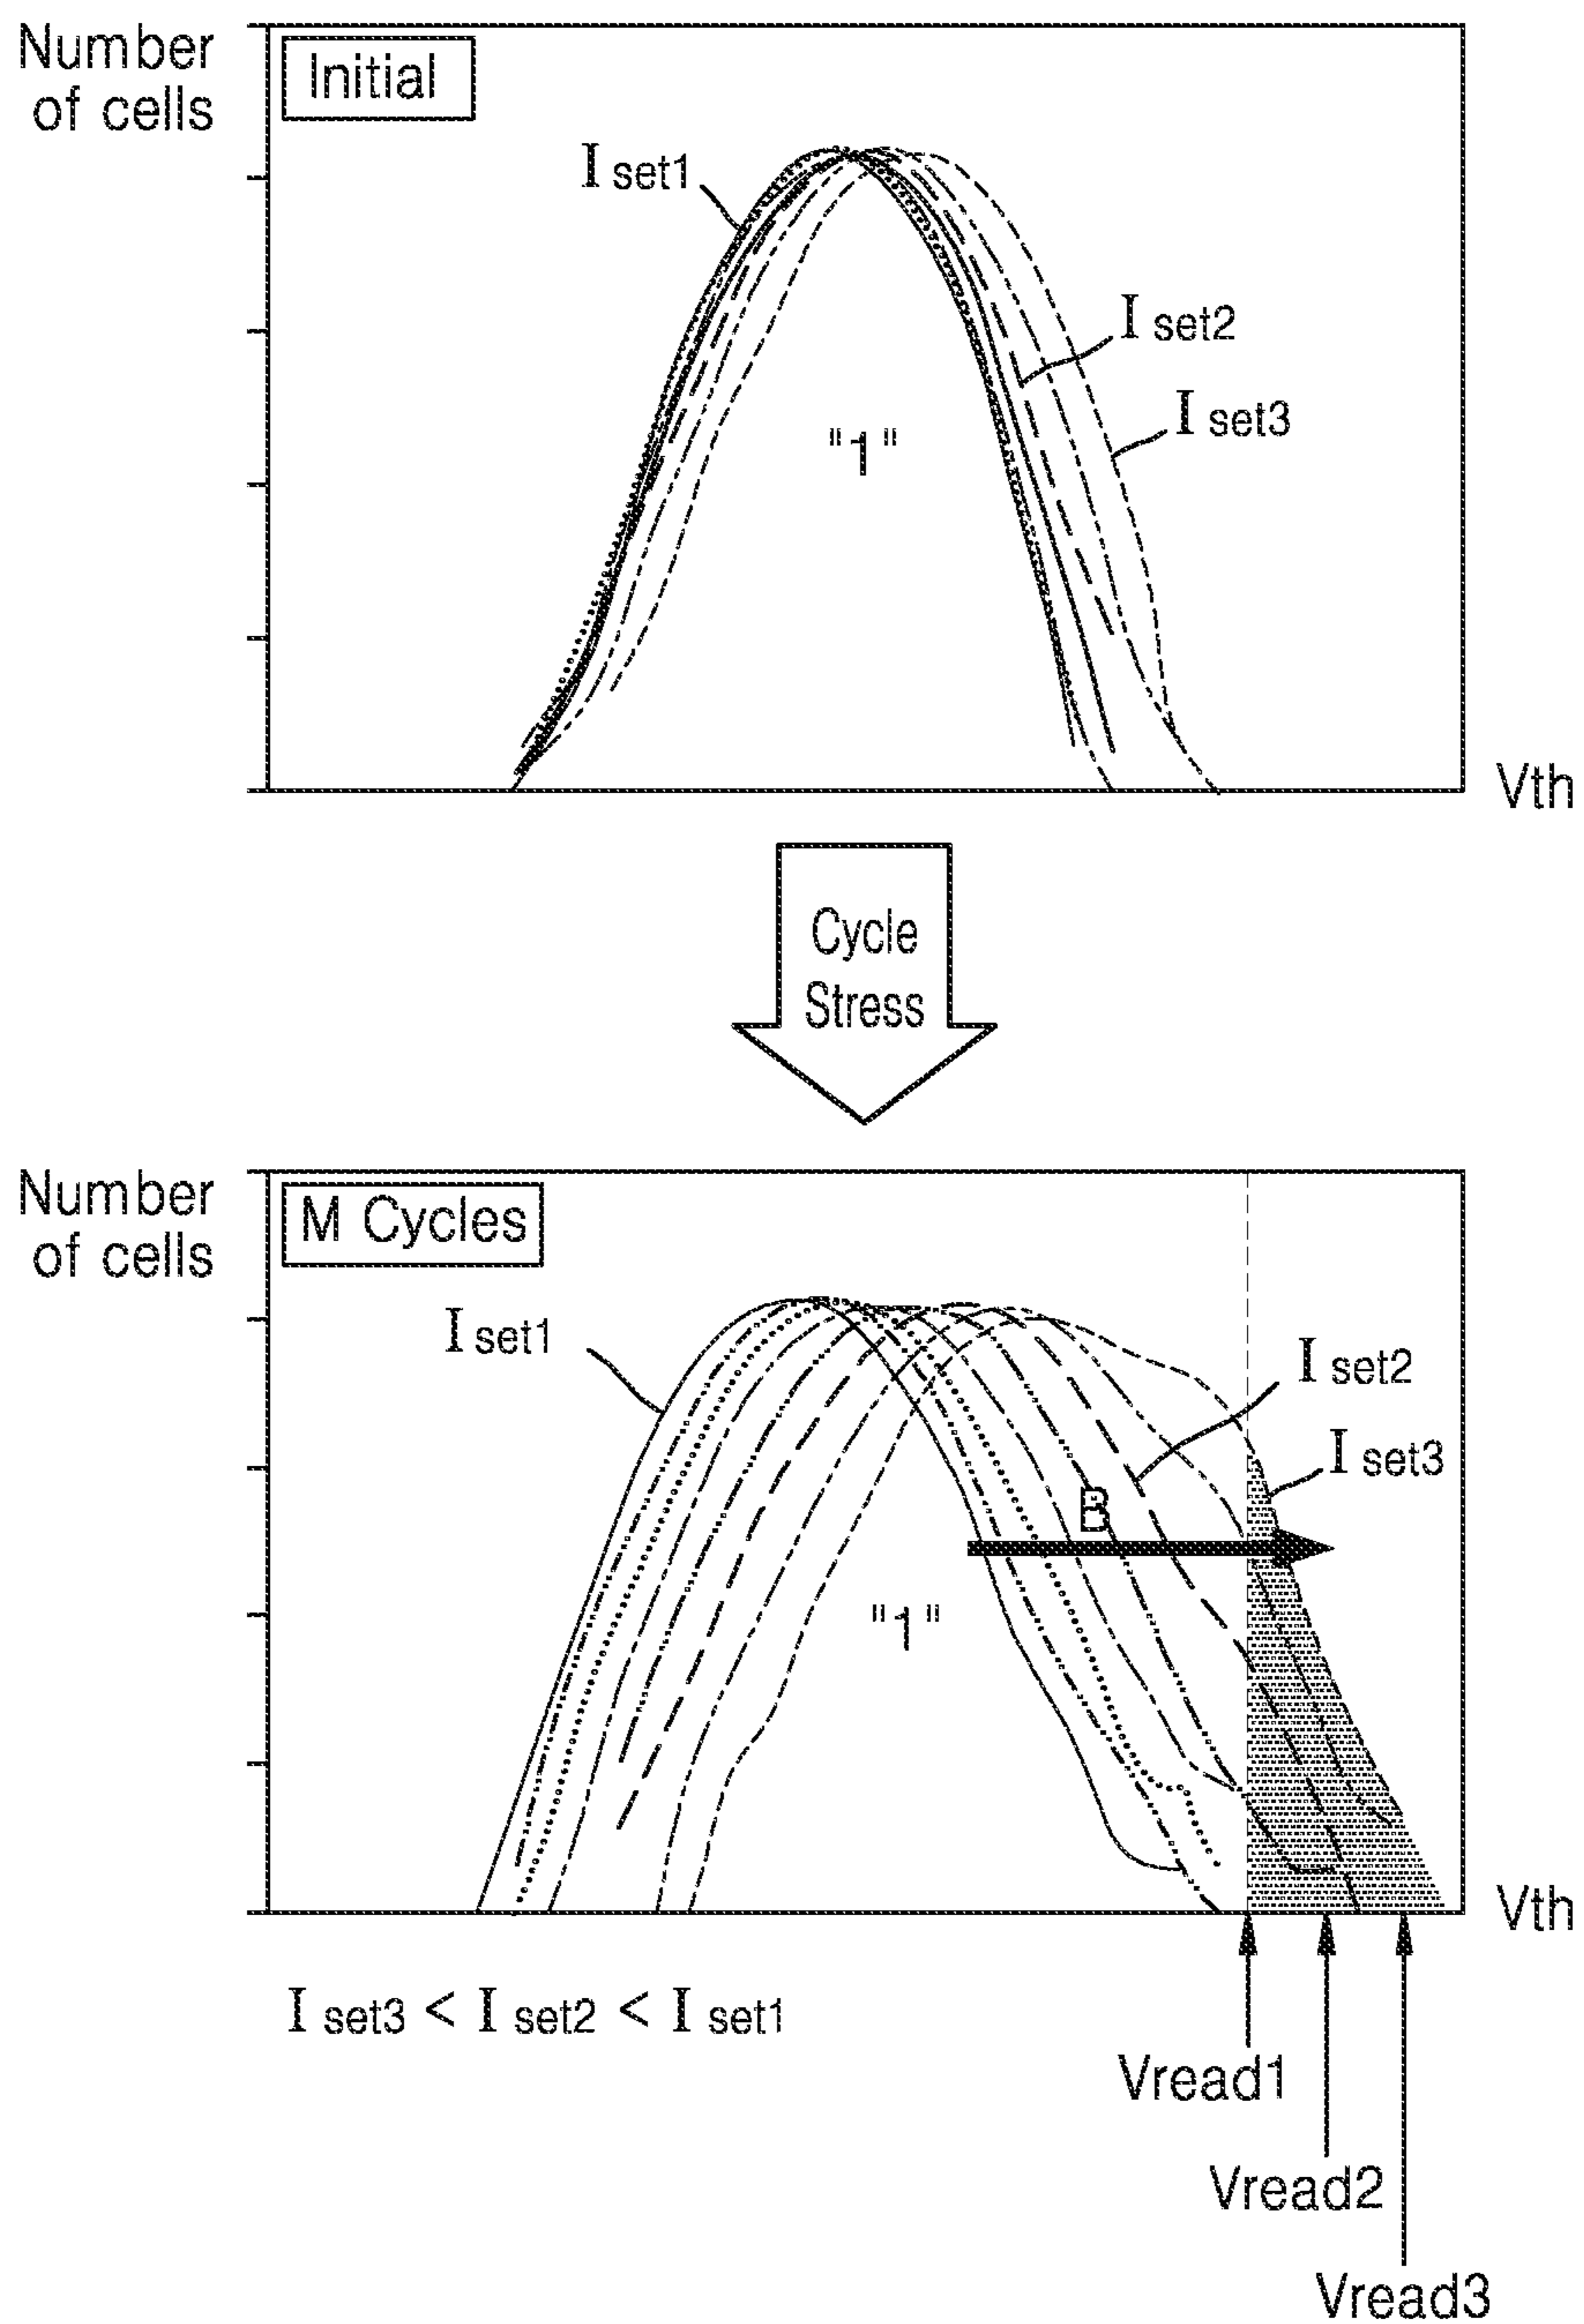 Number
of cells
Initial
I set1
I set2
I set3
"1"
Vth
Cycle
Stress
Number
of cells
M Cycles
I set1
I set2
I set3
B
"1"
Vth
I set3 < I set2 < I set1
Vread1
Vread2
Vread3